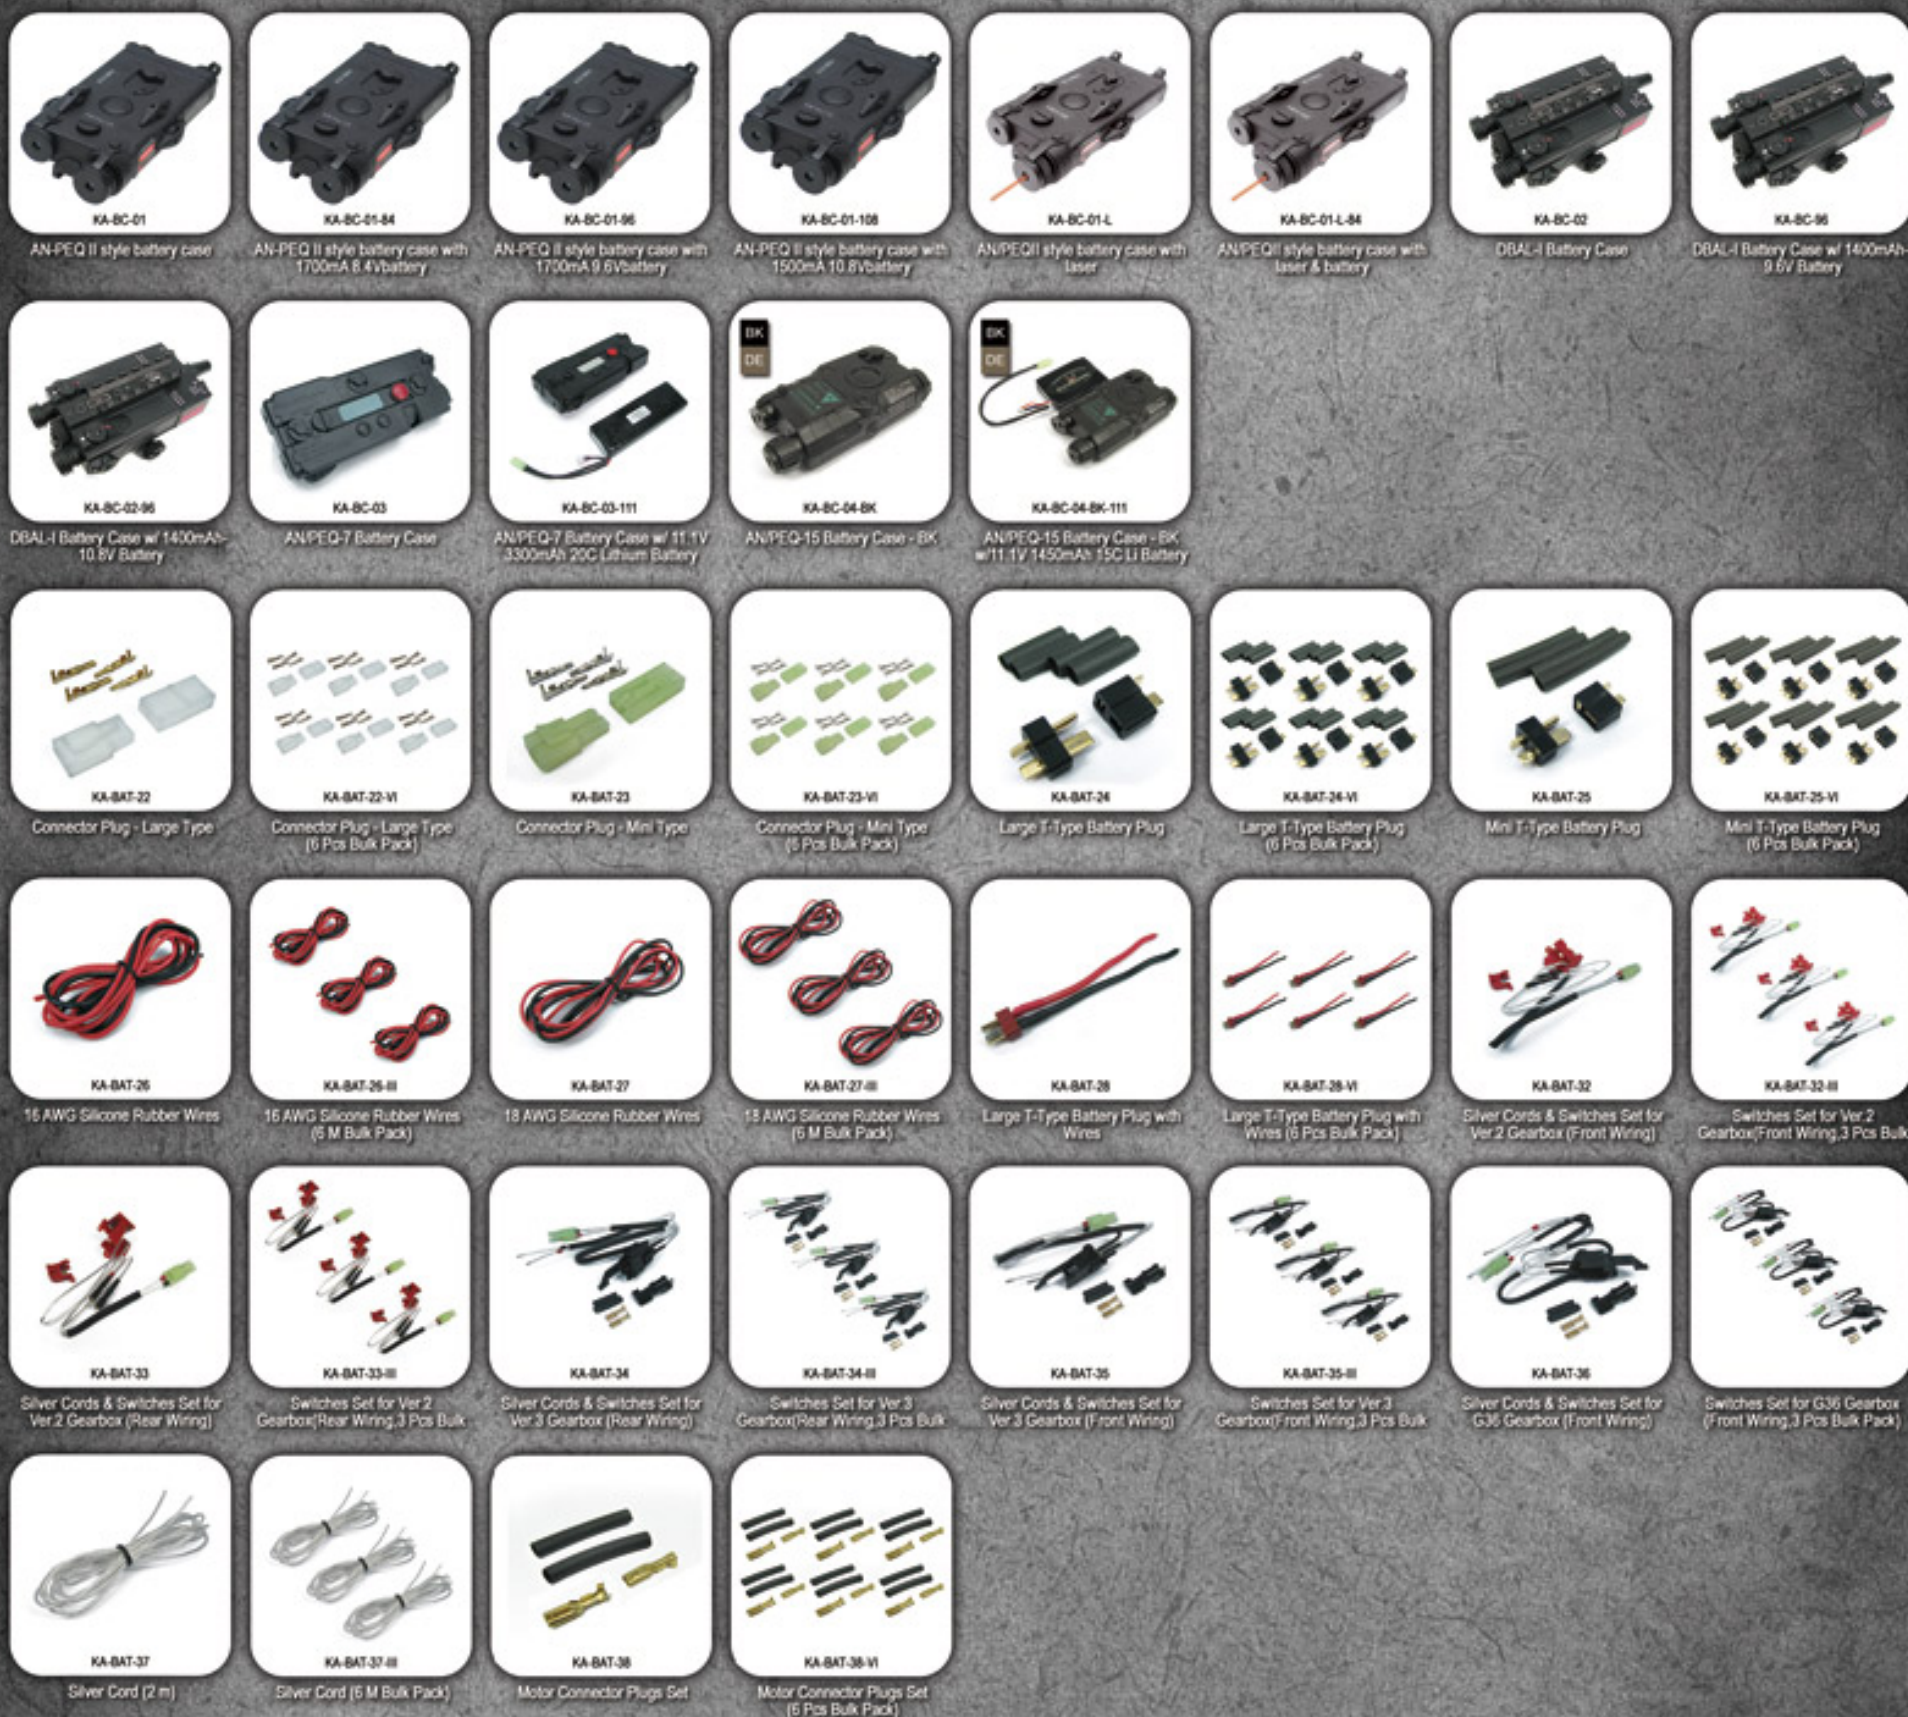 KA-BC-01
AN-PEQ II style battery case
KA-BC-01-84
AN-PEQ II style battery case with
1700mA 8.4Vbattery
KA-BC-01-96
AN-PEQ II style battery case with
1700mA 9.6Vbattery
KA-BC-01-108
AN-PEQ II style battery case with
1500mA 10.8Vbattery
KA-BC-01-L
AN/PEQII style battery case with
laser
KA-BC-01-L-84
AN/PEQII style battery case with
laser & battery
KA-BC-02
DBAL-I Battery Case
KA-BC-96
DBAL-I Battery Case w/ 1400mAh-
9.6V Battery
KA-BC-02-96
DBAL-I Battery Case w/ 1400mAh-
10.8V Battery
KA-BC-03
AN/PEQ-7 Battery Case
KA-BC-03-111
AN/PEQ-7 Battery Case w/ 11.1V
3300mAh 20C Lithium Battery
BK
DE
KA-BC-04-BK
AN/PEQ-15 Battery Case - BK
BK
DE
KA-BC-04-BK-111
AN/PEQ-15 Battery Case - BK
w/11.1V 1450mAh 15C Li Battery
KA-BAT-22
Connector Plug - Large Type
KA-BAT-22-VI
Connector Plug - Large Type
(6 Pcs Bulk Pack)
KA-BAT-23
Connector Plug - Mini Type
KA-BAT-23-VI
Connector Plug - Mini Type
(6 Pcs Bulk Pack)
KA-BAT-24
Large T-Type Battery Plug
KA-BAT-24-VI
Large T-Type Battery Plug
(6 Pcs Bulk Pack)
KA-BAT-25
Mini T-Type Battery Plug
KA-BAT-25-VI
Mini T-Type Battery Plug
(6 Pcs Bulk Pack)
KA-BAT-26
16 AWG Silicone Rubber Wires
KA-BAT-26-III
16 AWG Silicone Rubber Wires
(6 M Bulk Pack)
KA-BAT-27
18 AWG Silicone Rubber Wires
KA-BAT-27-III
18 AWG Silicone Rubber Wires
(6 M Bulk Pack)
KA-BAT-28
Large T-Type Battery Plug with
Wires
KA-BAT-28-VI
Large T-Type Battery Plug with
Wires (6 Pcs Bulk Pack)
KA-BAT-32
Silver Cords & Switches Set for
Ver.2 Gearbox (Front Wiring)
KA-BAT-32-III
Switches Set for Ver.2
Gearbox(Front Wiring,3 Pcs Bulk
KA-BAT-33
Silver Cords & Switches Set for
Ver.2 Gearbox (Rear Wiring)
KA-BAT-33-III
Switches Set for Ver.2
Gearbox(Rear Wiring,3 Pcs Bulk
KA-BAT-34
Silver Cords & Switches Set for
Ver.3 Gearbox (Rear Wiring)
KA-BAT-34-III
Switches Set for Ver.3
Gearbox(Rear Wiring,3 Pcs Bulk
KA-BAT-35
Silver Cords & Switches Set for
Ver.3 Gearbox (Front Wiring)
KA-BAT-35-III
Switches Set for Ver.3
Gearbox(Front Wiring,3 Pcs Bulk
KA-BAT-36
Silver Cords & Switches Set for
G36 Gearbox (Front Wiring)
Switches Set for G36 Gearbox
(Front Wiring,3 Pcs Bulk Pack)
KA-BAT-37
Silver Cord (2 m)
KA-BAT-37-III
Silver Cord (6 M Bulk Pack)
KA-BAT-38
Motor Connector Plugs Set
KA-BAT-38-VI
Motor Connector Plugs Set
(6 Pcs Bulk Pack)